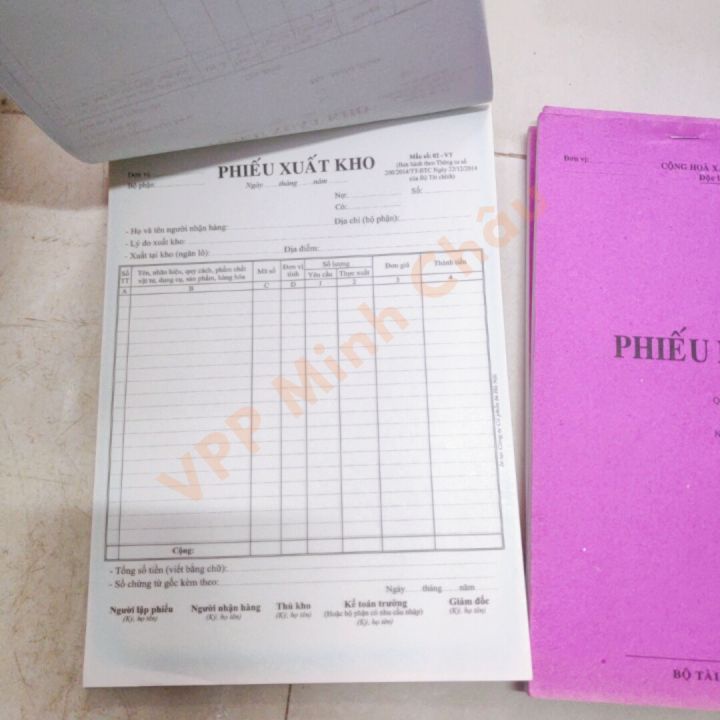 Đơn vị
Bộ phận
PHIẾU XUẤT KHO
Ngày tháng năm
Mẫu số: 02 - VT
(Ban hành theo Thông tư số
200/2014/TT-BTC Ngày 22/12/2014
của Bộ Tài chính)
Nợ:
Số:
Có:
- Họ và tên người nhận hàng:
Địa chỉ (bộ phận):
- Lý do xuất kho:
- Xuất tại kho (ngăn lô):
Địa điểm:
Số TT
Tên, nhãn hiệu, quy cách, phẩm chất
vật tư, dụng cụ, sản phẩm, hàng hóa
Mã số
Đơn vị tính
Số lượng
Yêu cầu
Thực xuất
Đơn giá
Thành tiền
A B C D 1 2 3 4
Cộng:
- Tổng số tiền (viết bằng chữ):
- Số chứng từ gốc kèm theo:
Ngày tháng năm
Người lập phiếu
(Ký, họ tên)
Người nhận hàng
(Ký, họ tên)
Thủ kho
(Ký, họ tên)
Kế toán trưởng
(Hoặc bộ phận có nhu cầu nhập)
(Ký, họ tên)
Giám đốc
(Ký, họ tên)
VPP Minh Châu
Đơn vị:
CỘNG HOÀ X
Độc
PHIẾU
BỘ TÀI